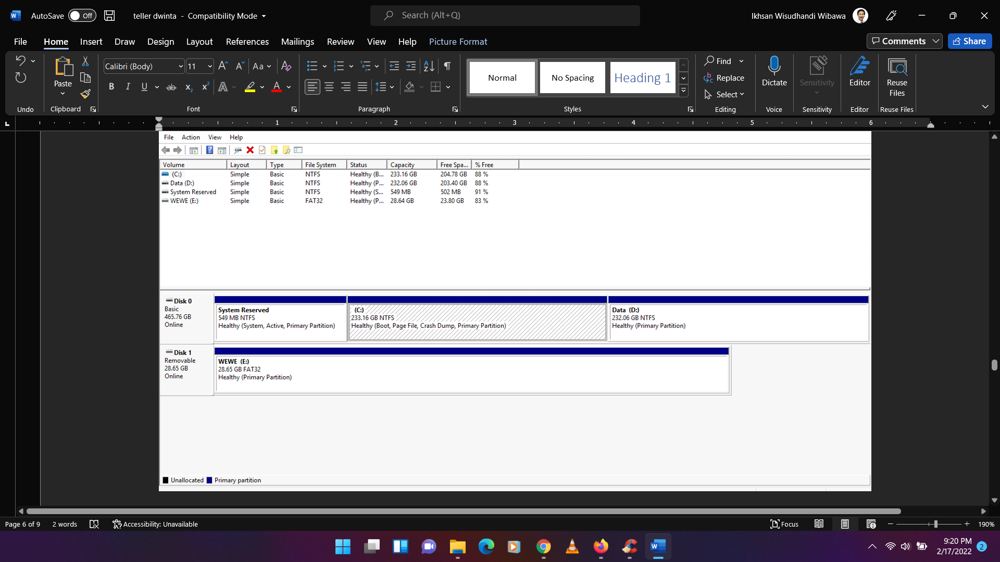 AutoSave Off teller dwinta - Compatibility Mode Search (Alt+Q) Ikhsan Wisudhandi Wibawa
File Home Insert Draw Design Layout References Mailings Review View Help Picture Format Comments Share
Calibri (Body) 11 Aa
Paste
B I U ab x2 x2 A A
Normal No Spacing Heading 1
Find
Replace
Select
Dictate Sensitivity Editor Reuse Files
Undo Clipboard Font Paragraph Styles Editing Voice Sensitivity Editor Reuse Files
1 2 3 4 5 6
File Action View Help
Volume Layout Type File System Status Capacity Free Spa... % Free
(C:) Simple Basic NTFS Healthy (B... 233.16 GB 204.78 GB 88 %
Data (D:) Simple Basic NTFS Healthy (P... 232.06 GB 203.40 GB 88 %
System Reserved Simple Basic NTFS Healthy (S... 549 MB 502 MB 91 %
WEWE (E:) Simple Basic FAT32 Healthy (P... 28.64 GB 23.80 GB 83 %
Disk 0
Basic
465.76 GB
Online
System Reserved
549 MB NTFS
Healthy (System, Active, Primary Partition)
(C:)
233.16 GB NTFS
Healthy (Boot, Page File, Crash Dump, Primary Partition)
Data (D:)
232.06 GB NTFS
Healthy (Primary Partition)
Disk 1
Removable
28.65 GB
Online
WEWE (E:)
28.65 GB FAT32
Healthy (Primary Partition)
Unallocated Primary partition
Page 6 of 9 2 words Accessibility: Unavailable Focus 190%
9:20 PM
2/17/2022 2